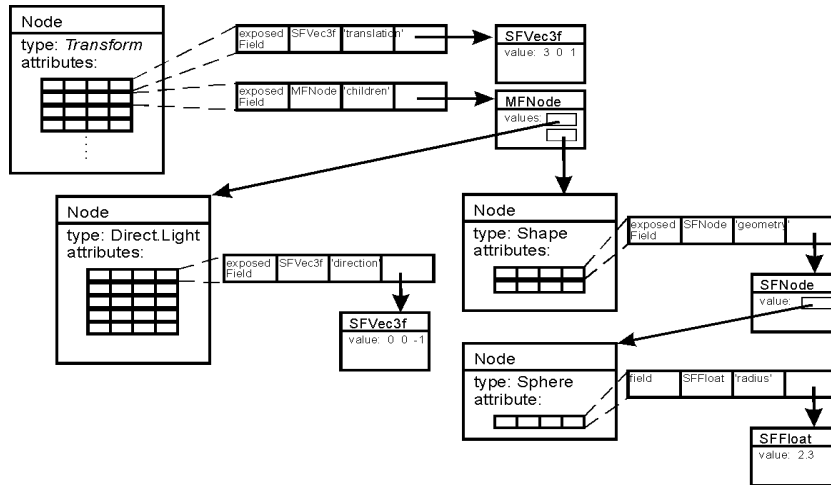 Node
type: Transform
attributes:
exposed Field SFVec3f 'translation'
SFVec3f
value: 3 0 1
exposed Field MFNode 'children'
MFNode
values:
Node
type: Direct.Light
attributes:
exposed Field SFVec3f 'direction'
SFVec3f
value: 0 0 -1
Node
type: Shape
attributes:
exposed Field SFNode 'geometry'
SFNode
value:
Node
type: Sphere
attribute:
field SFFloat 'radius'
SFFloat
value: 2.3